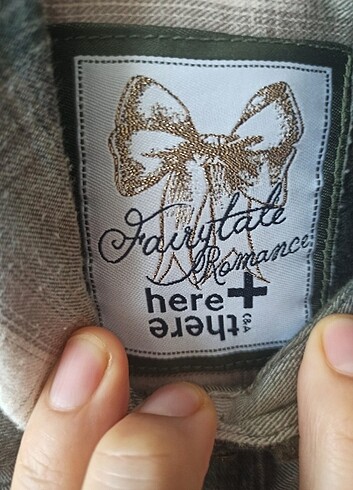 Fairytale
Romance
here+
there
C&A